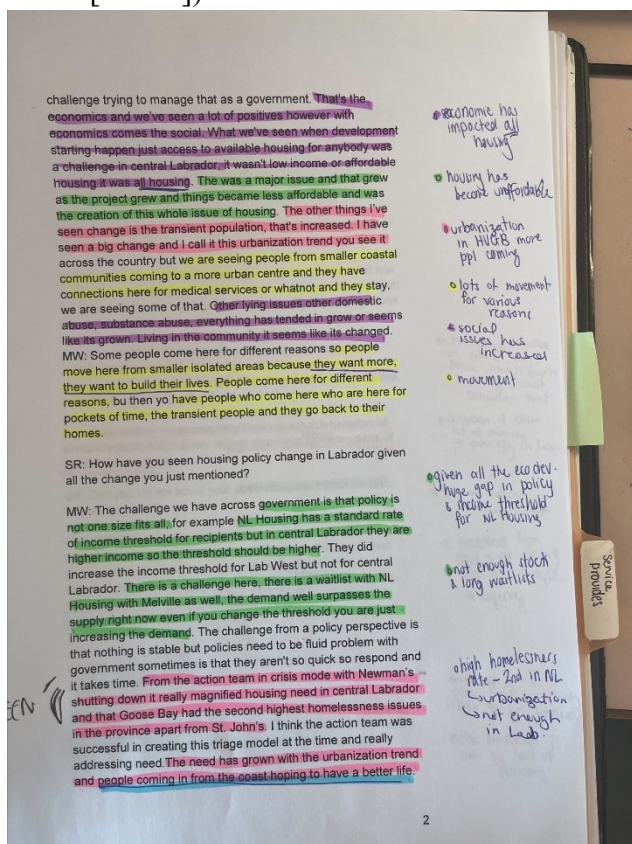 challenge trying to manage that as a government. That's the
economics and we've seen a lot of positives however with
economics comes the social. What we've seen when development
starting happen just access to available housing for anybody was
a challenge in central Labrador, it wasn't low income or affordable
housing it was all housing. The was a major issue and that grew
as the project grew and things became less affordable and was
the creation of this whole issue of housing. The other things I've
seen change is the transient population, that's increased. I have
seen a big change and I call it this urbanization trend you see it
across the country but we are seeing people from smaller coastal
communities coming to a more urban centre and they have
connections here for medical services or whatnot and they stay,
we are seeing some of that. Other lying issues other domestic
abuse, substance abuse, everything has tended in grow or seems
like its grown. Living in the community it seems like its changed.
MW: Some people come here for different reasons so people
move here from smaller isolated areas because they want more,
they want to build their lives. People come here for different
reasons, bu then yo have people who come here who are here for
pockets of time, the transient people and they go back to their
homes.
SR: How have you seen housing policy change in Labrador given
all the change you just mentioned?
MW: The challenge we have across government is that policy is
not one size fits all, for example NL Housing has a standard rate
of income threshold for recipients but in central Labrador they are
higher income so the threshold should be higher. They did
increase the income threshold for Lab West but not for central
Labrador. There is a challenge here, there is a waitlist with NL
Housing with Melville as well, the demand well surpasses the
supply right now even if you change the threshold you are just
increasing the demand. The challenge from a policy perspective is
that nothing is stable but policies need to be fluid problem with
government sometimes is that they aren't so quick so respond and
it takes time. From the action team in crisis mode with Newman's
shutting down it really magnified housing need in central Labrador
and that Goose Bay had the second highest homelessness issues
in the province apart from St. John's. I think the action team was
successful in creating this triage model at the time and really
addressing need. The need has grown with the urbanization trend
and people coming in from the coast hoping to have a better life.
2
economic has
impacted all
housing
housing has
become unaffordable
urbanization
in HVGB more
ppl coming
lots of movement
for various
reasons
social
issues has
increased
movement
given all the eco dev.
huge gap in policy
& income threshold
for NL Housing
not enough stock
& long waitlists
high homelessness
rate - 2nd in NL
↳urbanization
↳not enough
in Lab.
Service
provides